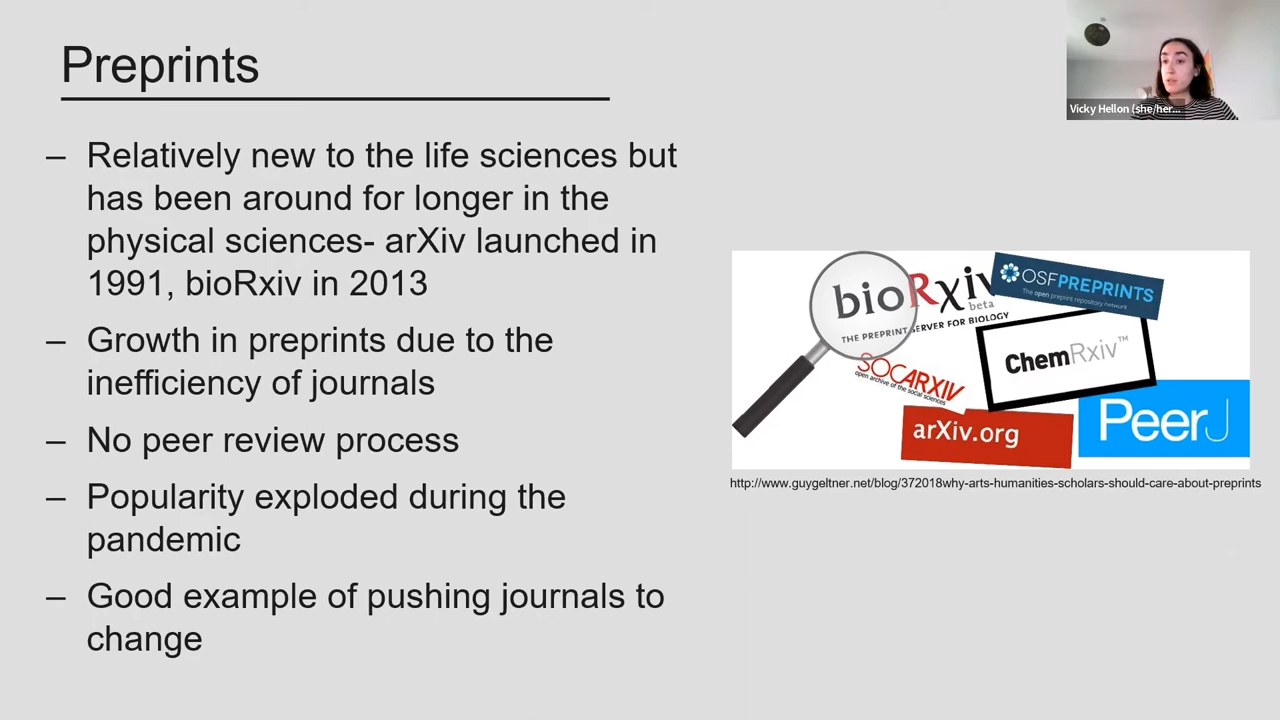 Preprints
Vicky Hellon (she/her...
– Relatively new to the life sciences but
has been around for longer in the
physical sciences- arXiv launched in
1991, bioRxiv in 2013
– Growth in preprints due to the
inefficiency of journals
– No peer review process
– Popularity exploded during the
pandemic
– Good example of pushing journals to
change
bioRχiv
beta
THE PREPRINT SERVER FOR BIOLOGY
OSFPREPRINTS
The open preprint repository network
ChemRxiv™
SOCARXIV
open archive of the social sciences
arXiv.org
PeerJ
http://www.guygeltner.net/blog/372018why-arts-humanities-scholars-should-care-about-preprints